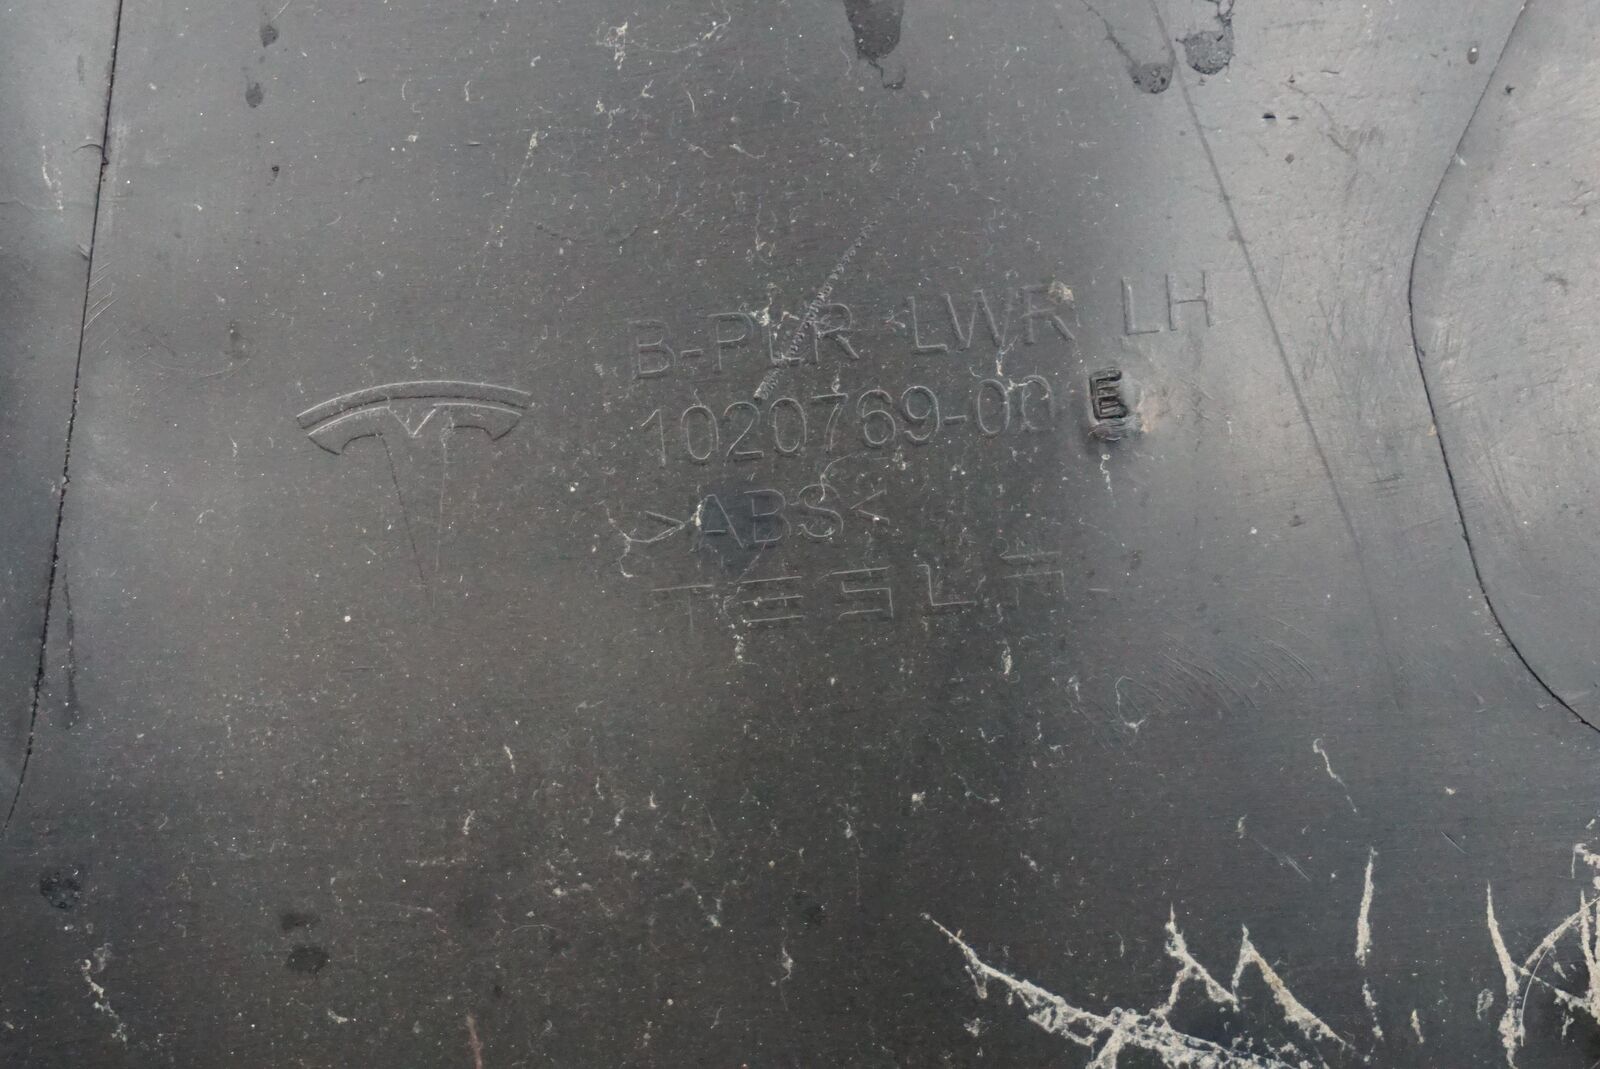 B-PLR LWR LH
1020769-00 E
>ABS<
TESLA